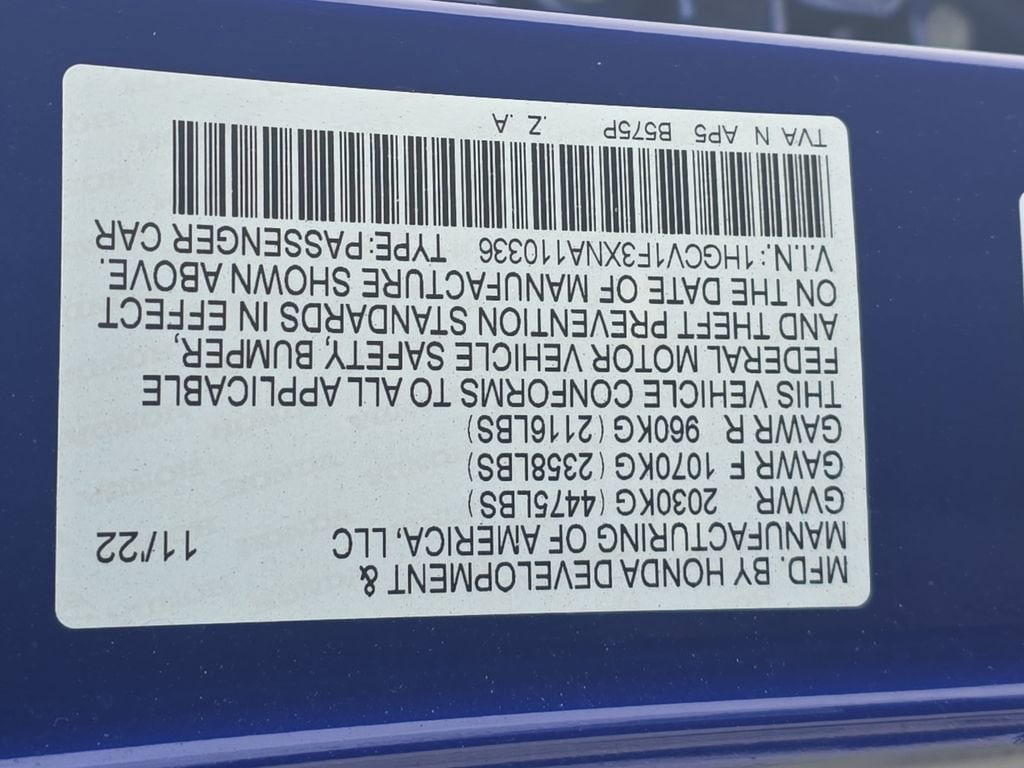 MFD. BY HONDA DEVELOPMENT &
MANUFACTURING OF AMERICA, LLC 11/22
GVWR 2030KG (4475LBS)
GAWR F 1070KG (2358LBS)
GAWR R 960KG (2116LBS)
THIS VEHICLE CONFORMS TO ALL APPLICABLE
FEDERAL MOTOR VEHICLE SAFETY, BUMPER,
AND THEFT PREVENTION STANDARDS IN EFFECT
ON THE DATE OF MANUFACTURE SHOWN ABOVE.
V.I.N.: 1HGCV1F3XNA110336 TYPE: PASSENGER CAR
TVA N AP5 B575P .Z .A